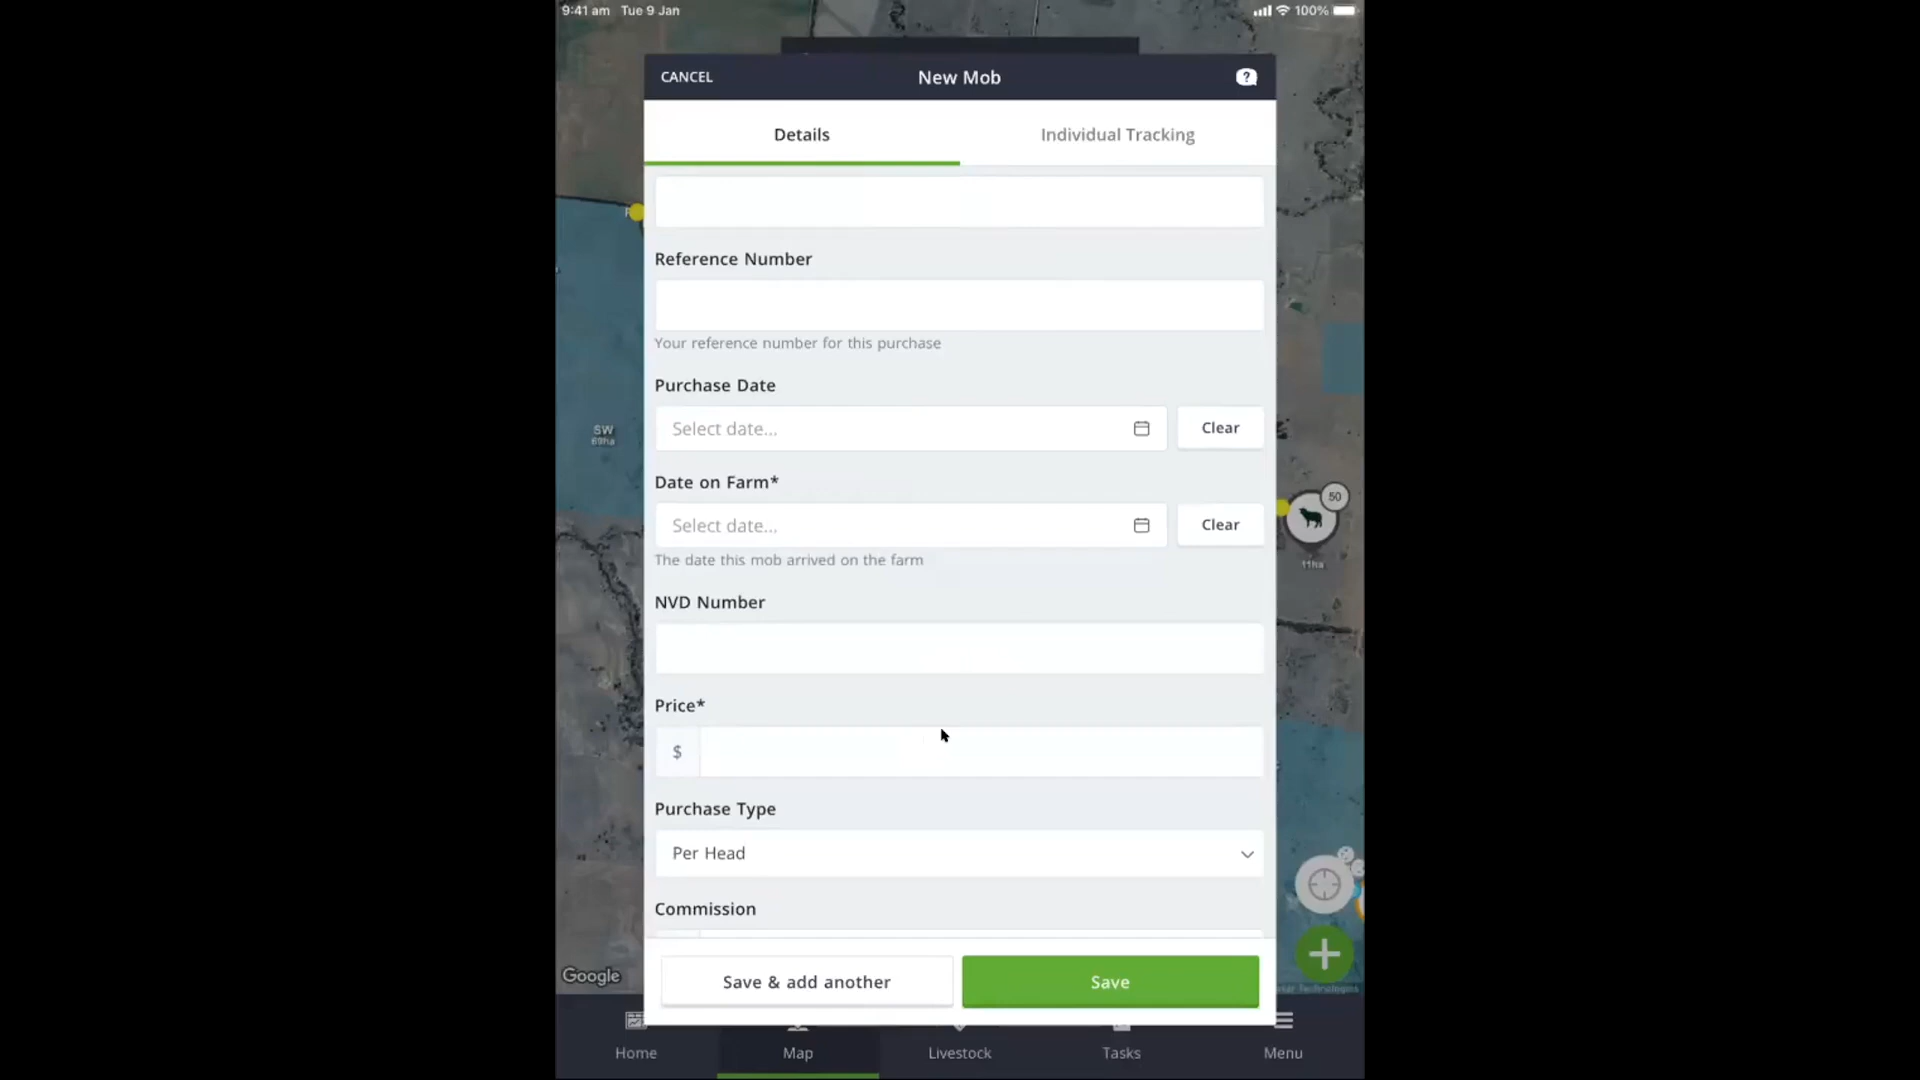 9:41 am Tue 9 Jan
100%
CANCEL
New Mob
?
Details
Individual Tracking
Reference Number
Your reference number for this purchase
Purchase Date
Select date...
Clear
Date on Farm*
Select date...
Clear
The date this mob arrived on the farm
NVD Number
Price*
$
Purchase Type
Per Head
Commission
Save & add another
Save
SW
69ha
50
11ha
Google
Technologies
Home
Map
Livestock
Tasks
Menu